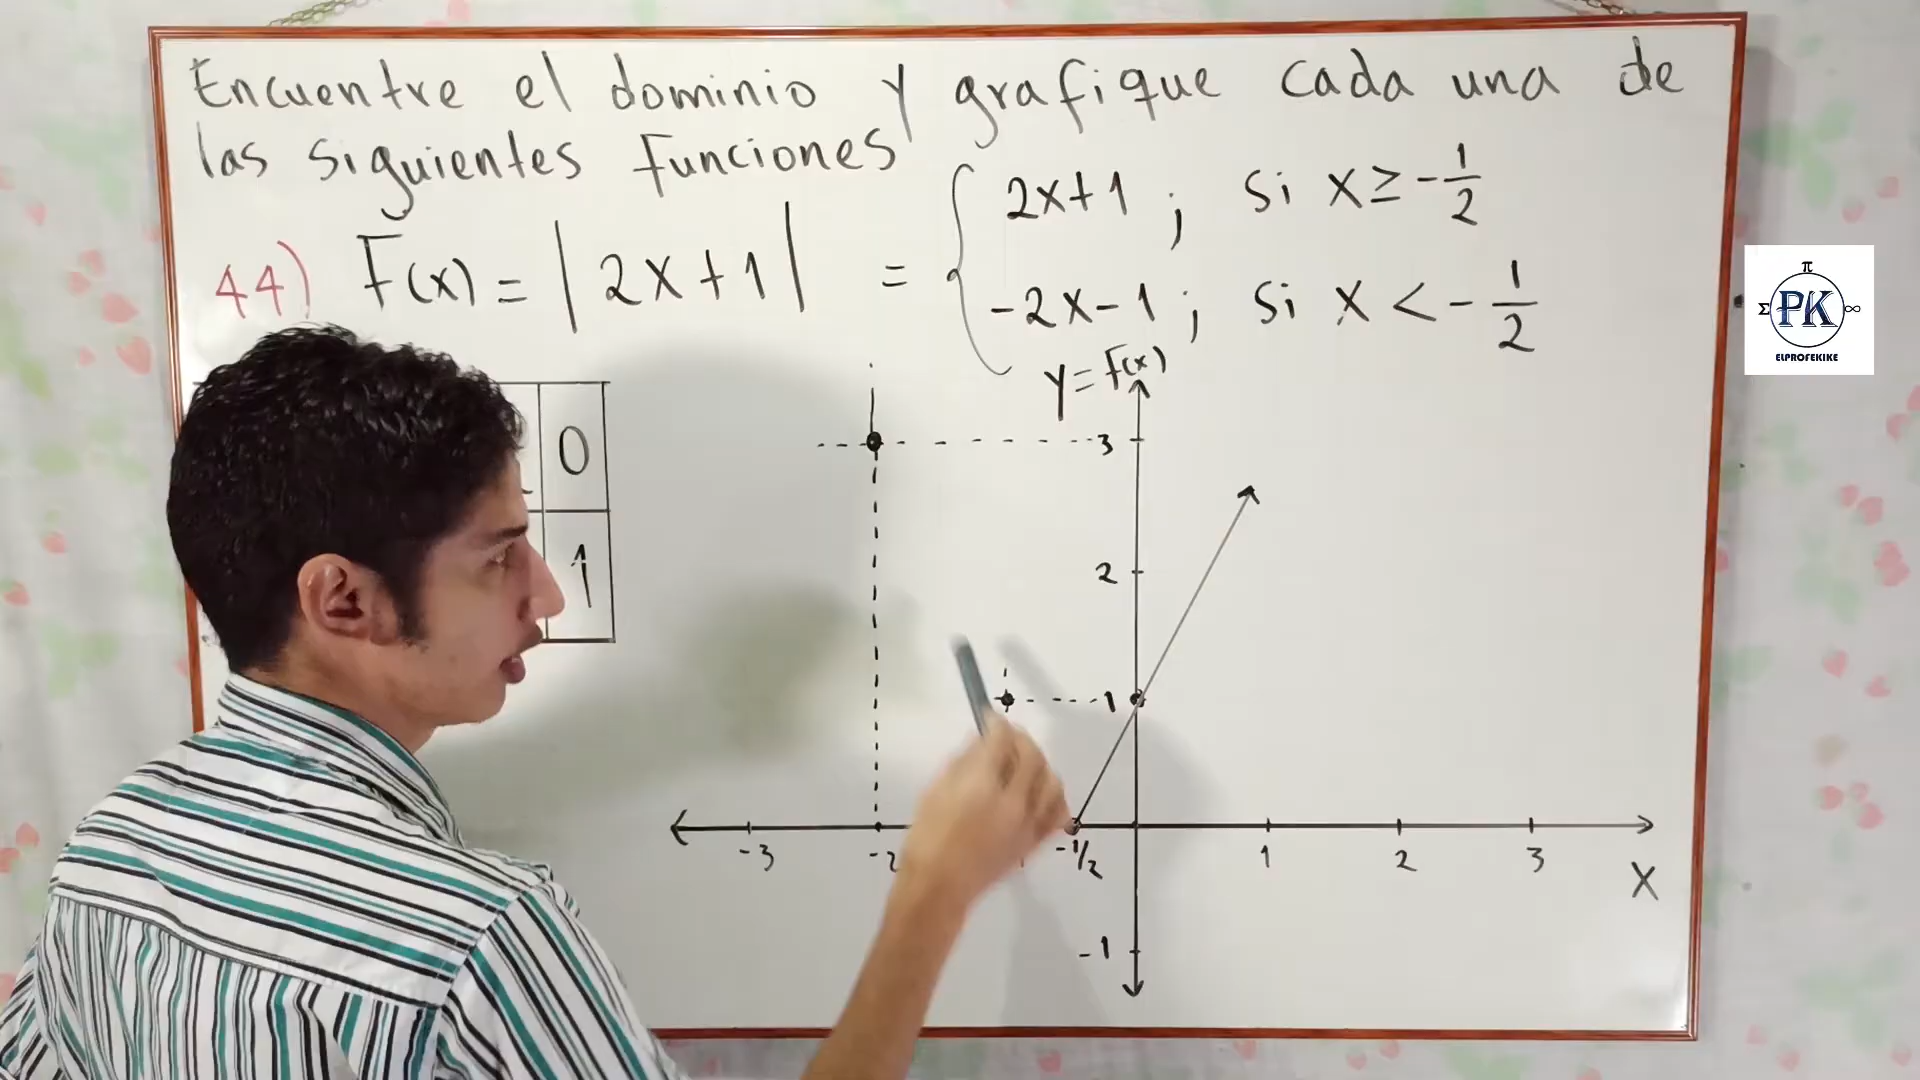 Encuentre el dominio y grafique cada una de
las siguientes funciones
44) F(x) = | 2x+1 | = { 2x+1 ; si x ≥ -1/2
-2x-1 ; si x < -1/2
y = F(x)
0
1
3
2
1
-3 -2 -1/2 1 2 3
X
-1
π
Σ PK ∞
ElPROFEKIKE